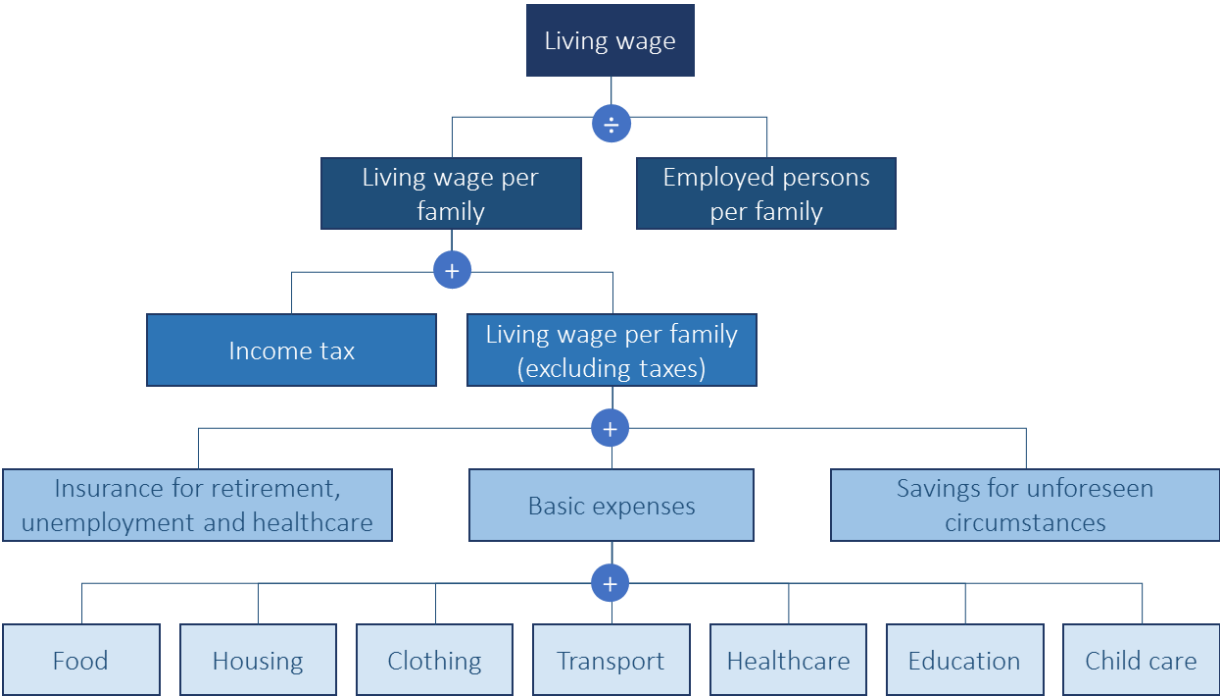 Living wage
÷
Living wage per
family
Employed persons
per family
+
Income tax
Living wage per family
(excluding taxes)
+
Insurance for retirement,
unemployment and healthcare
Basic expenses
Savings for unforeseen
circumstances
+
Food
Housing
Clothing
Transport
Healthcare
Education
Child care